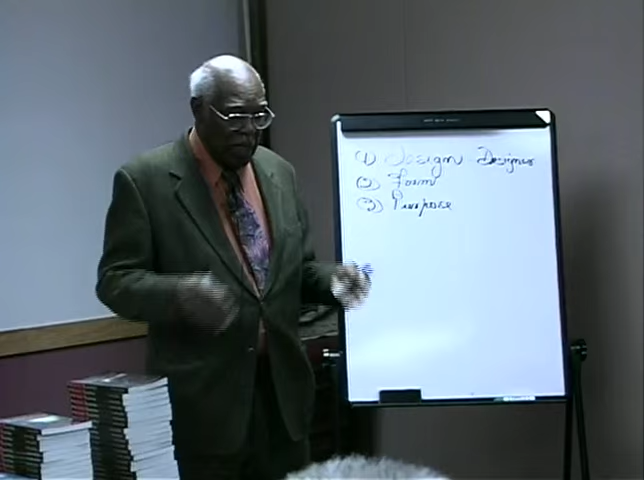 ① Design - Designer
② Form
③ Purpose